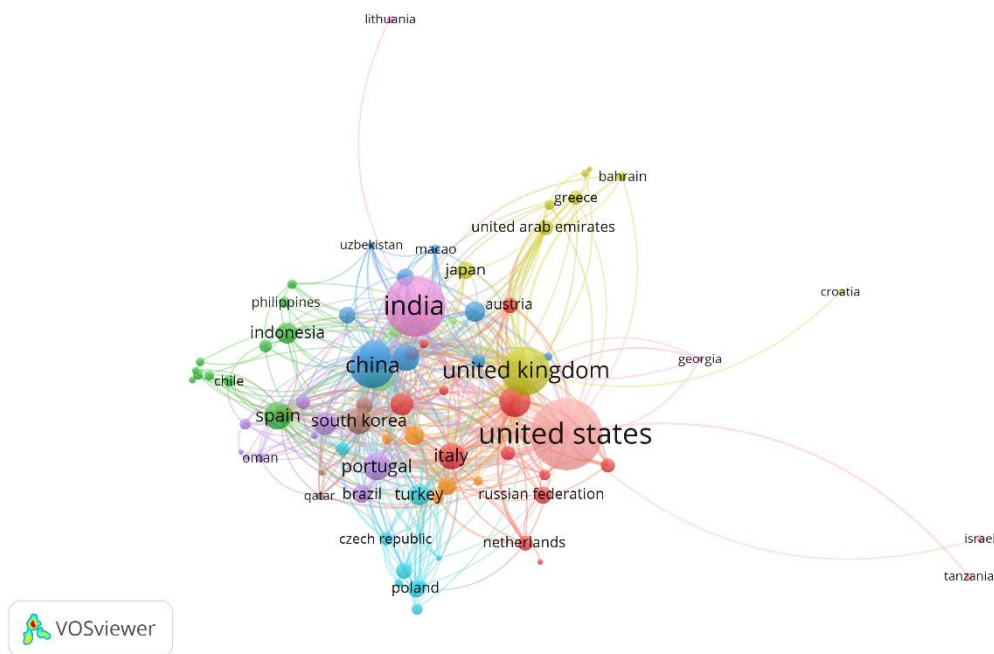 lithuania
bahrain
greece
united arab emirates
uzbekistan
macao
japan
croatia
philippines
india
austria
indonesia
georgia
china
united kingdom
chile
spain
south korea
united states
oman
portugal
italy
qatar
brazil
turkey
russian federation
czech republic
netherlands
israel
tanzania
poland
VOSviewer